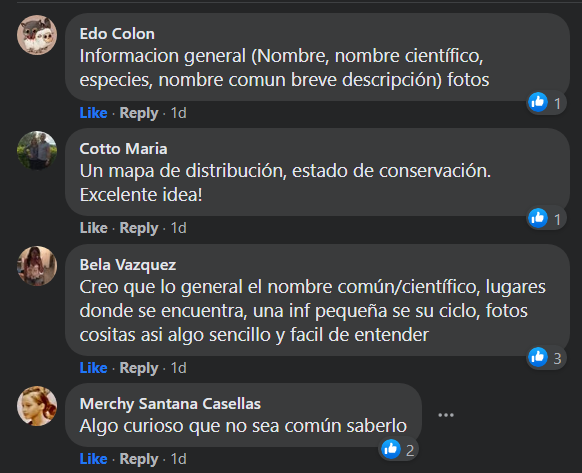 Edo Colon
Informacion general (Nombre, nombre científico,
especies, nombre comun breve descripción) fotos
Like · Reply · 1d
1
Cotto Maria
Un mapa de distribución, estado de conservación.
Excelente idea!
Like · Reply · 1d
1
Bela Vazquez
Creo que lo general el nombre común/científico, lugares
donde se encuentra, una inf pequeña se su ciclo, fotos
cositas asi algo sencillo y facil de entender
Like · Reply · 1d
3
Merchy Santana Casellas
Algo curioso que no sea común saberlo
Like · Reply · 1d
2